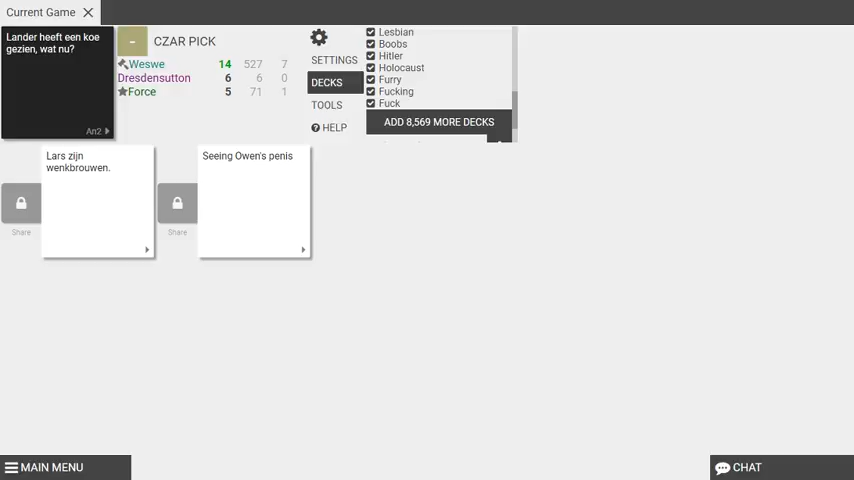 Current Game
Lander heeft een koe
gezien, wat nu?
An2
-
CZAR PICK
Weswe 14 527 7
Dresdensutton 6 6 0
Force 5 71 1
SETTINGS
DECKS
TOOLS
HELP
Lesbian
Boobs
Hitler
Holocaust
Furry
Fucking
Fuck
ADD 8,569 MORE DECKS
Share
Lars zijn
wenkbrouwen.
Share
Seeing Owen's penis
MAIN MENU
CHAT